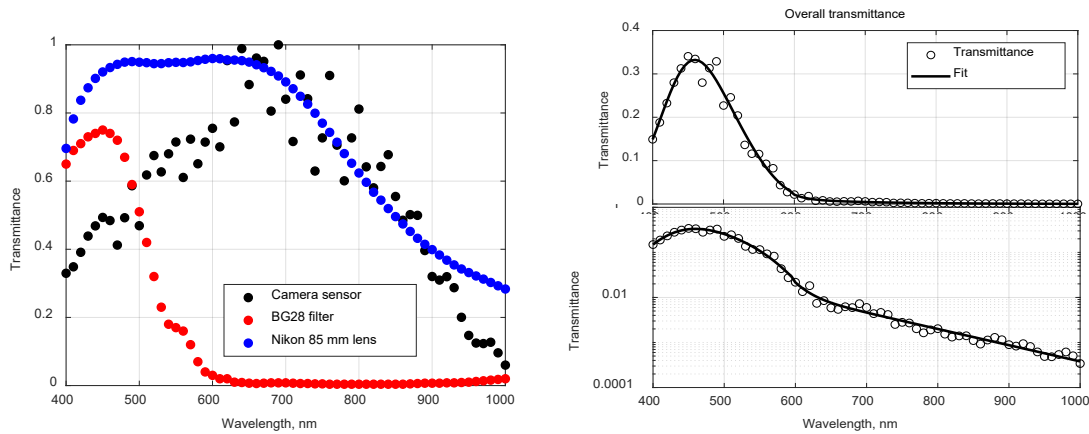 1
0.8
0.6
0.4
0.2
0
400 500 600 700 800 900 1000
Transmittance
Wavelength, nm
Camera sensor
BG28 filter
Nikon 85 mm lens
Overall transmittance
0.4
0.3
0.2
0.1
0
Transmittance
Transmittance
Fit
0.01
0.0001
Transmittance
400 500 600 700 800 900 1000
Wavelength, nm